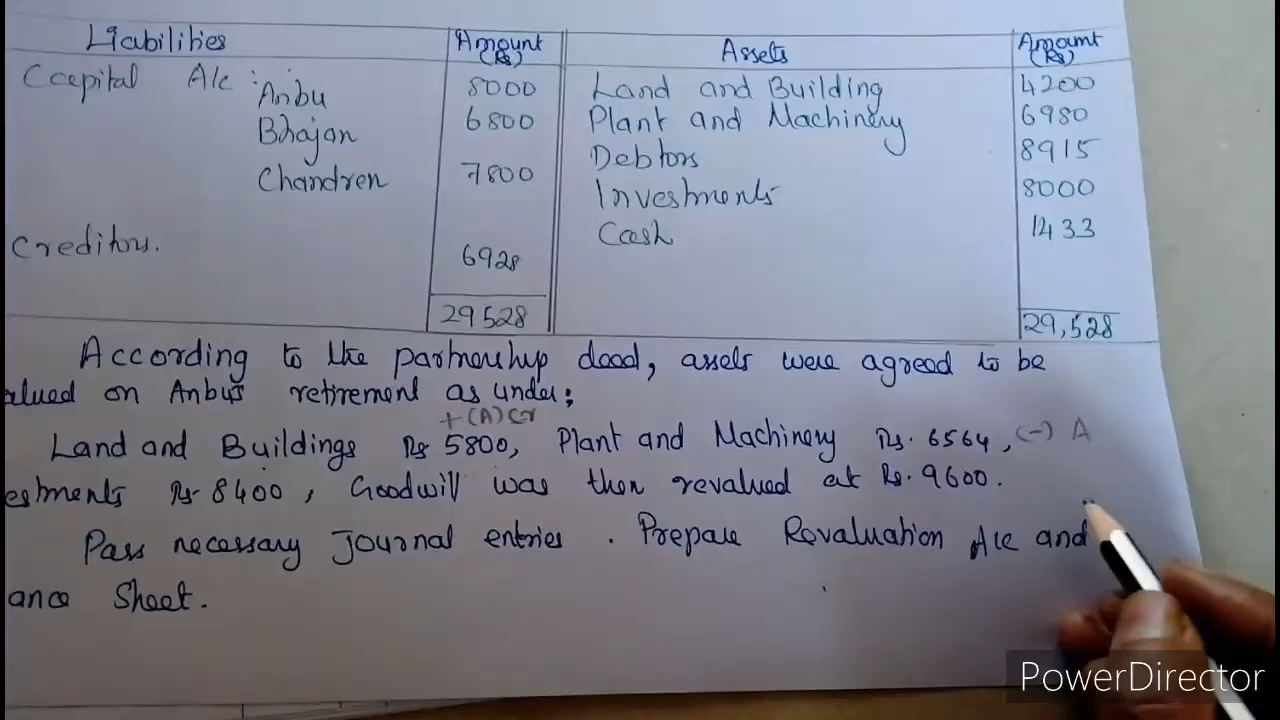 Liabilities Amount (Rs) Assets Amount (Rs)
Capital A/c : Anbu 8000 Land and Building 4200
Bhajan 6800 Plant and Machinery 6980
Chandren 7800 Debtors 8915
Investments 8000
Creditors. 6928 Cash 1433
29528 29,528
According to the partnership deed, assets were agreed to be
alued on Anbu's retirement as under;
+ (A) Cr
Land and Buildings Rs 5800, Plant and Machinery Rs. 6564, (-) A
estments Rs 8400, Goodwill was then revalued at Rs. 9600.
Pass necessary Journal entries. Prepare Revaluation A/c and
ance Sheet.
PowerDirector